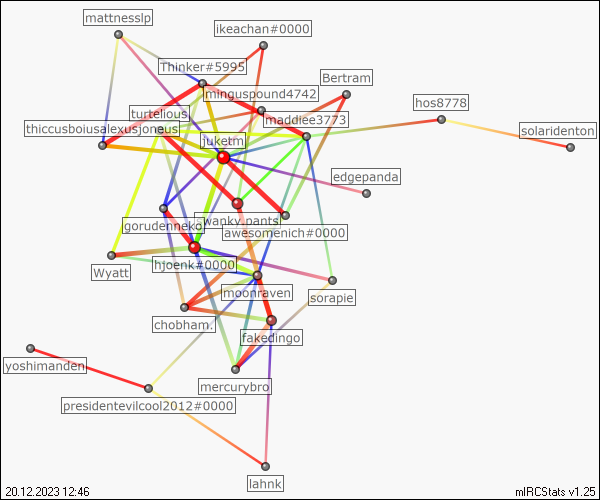 mattnesslp
ikeachan#0000
Thinker#5995
Bertram
minguspound4742
hos8778
turtelious
maddiee3773
thiccusboiusalexusjoneus
solaridenton
juketm
edgepanda
gorudenneko
wanky.pants
awesomenich#0000
Wyatt
hjoenk#0000
moonraven
sorapie
chobham.
fakedingo
yoshimanden
mercurybro
presidentevilcool2012#0000
lahnk
20.12.2023 12:46
mIRCStats v1.25